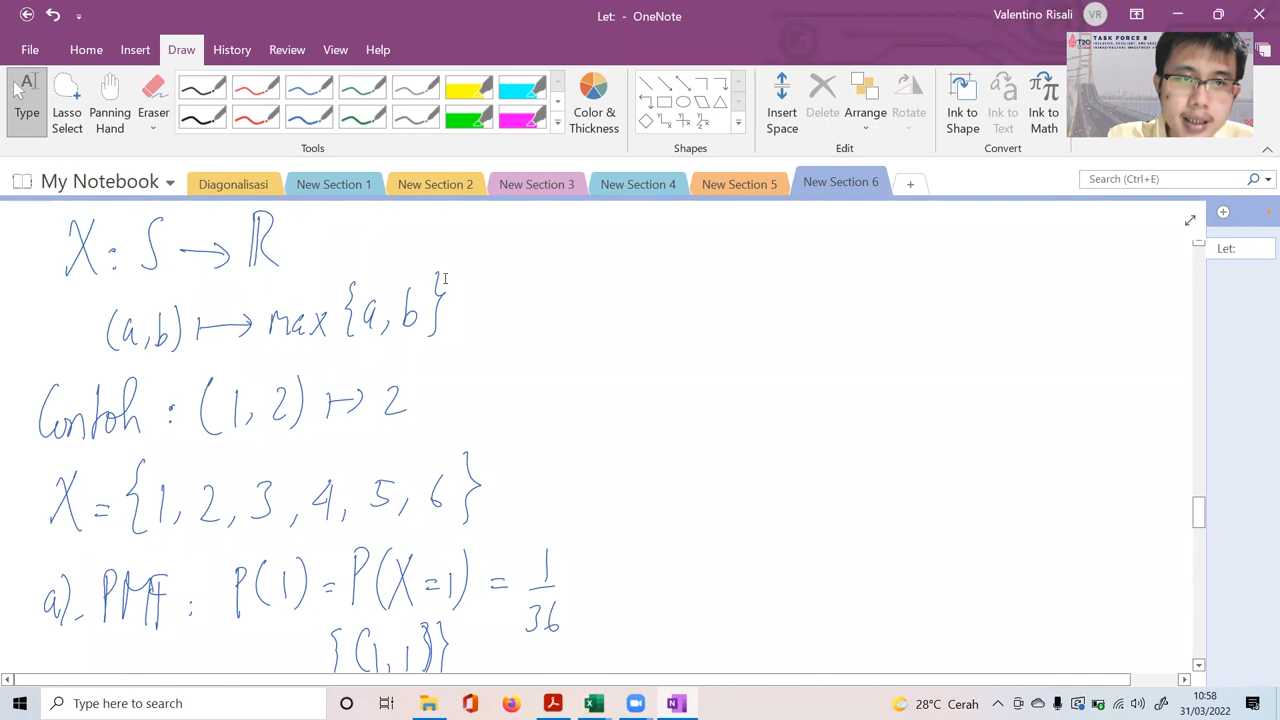 Let: - OneNote
Valentino Risali VR
TASK FORCE 8
File Home Insert Draw History Review View Help
Type Lasso Select Panning Hand Eraser Color & Thickness Insert Space Delete Arrange Rotate Ink to Shape Ink to Text Ink to Math
Tools Shapes Edit Convert
My Notebook Diagonalisasi New Section 1 New Section 2 New Section 3 New Section 4 New Section 5 New Section 6 + Search (Ctrl+E)
Let:
X : S → ℝ
(a,b) ↦ max {a, b}
Contoh : (1, 2) ↦ 2
X = {1, 2, 3, 4, 5, 6}
a). PMF : P(1) = P(X=1) = 1/36
{(1,1)}
Type here to search
28°C Cerah
10:58
31/03/2022